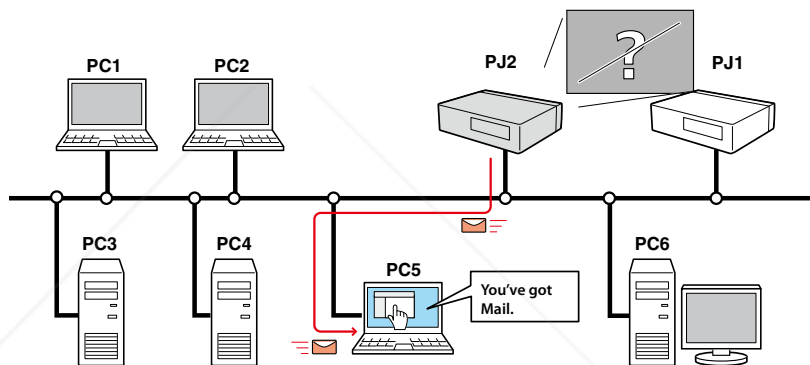 PC1
PC2
PJ2
?
PJ1
PC3
PC4
PC5
You've got
Mail.
PC6